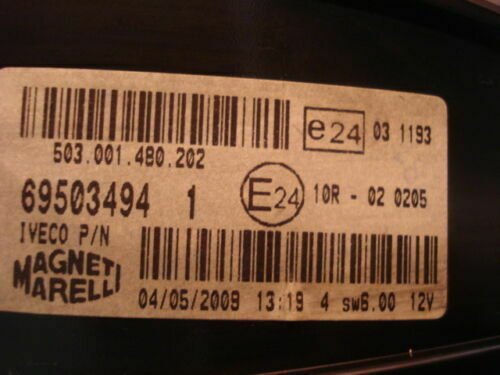 503.001.480.202
e24 03 1193
69503494 1
E24 10R - 02 0205
IVECO P/N
MAGNETI
MARELLI
04/05/2009 13:19 4 sw6.00 12V